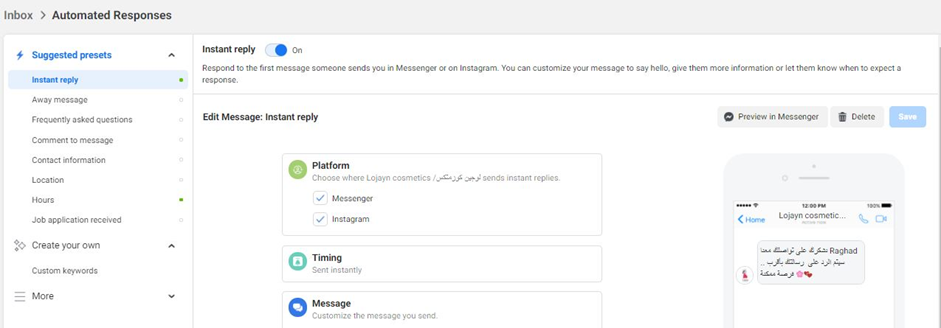 Inbox > Automated Responses
Suggested presets
Instant reply
Away message
Frequently asked questions
Comment to message
Contact information
Location
Hours
Job application received
Create your own
Custom keywords
More
Instant reply On
Respond to the first message someone sends you in Messenger or on Instagram. You can customize your message to say hello, give them more information or let them know when to expect a
response.
Edit Message: Instant reply
Preview in Messenger
Delete
Save
Platform
Choose where Lojayn cosmetics /لوجين كوزمتكس sends instant replies.
Messenger
Instagram
Timing
Sent instantly
Message
Customize the message you send.
12:00 PM
100%
Home
Lojayn cosmetic...
نشكرك على تواصلك معنا Raghad
سيتم الرد على رسالتك بأقرب ..
فرصة ممكنة 🌸❤️